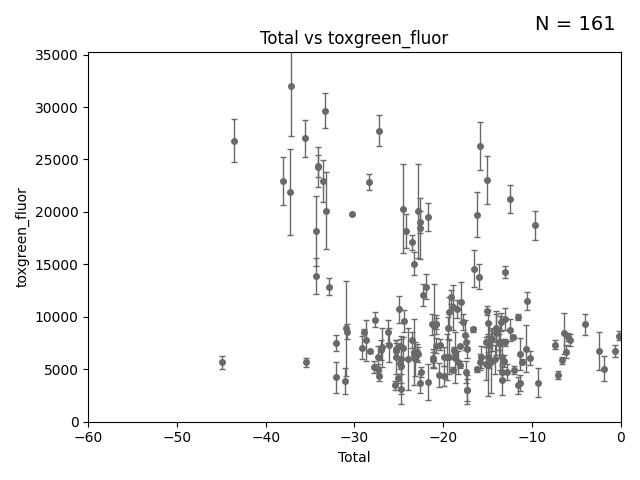 N = 161
Total vs toxgreen_fluor
35000
30000
25000
20000
15000
10000
5000
0
toxgreen_fluor
−60 −50 −40 −30 −20 −10 0
Total